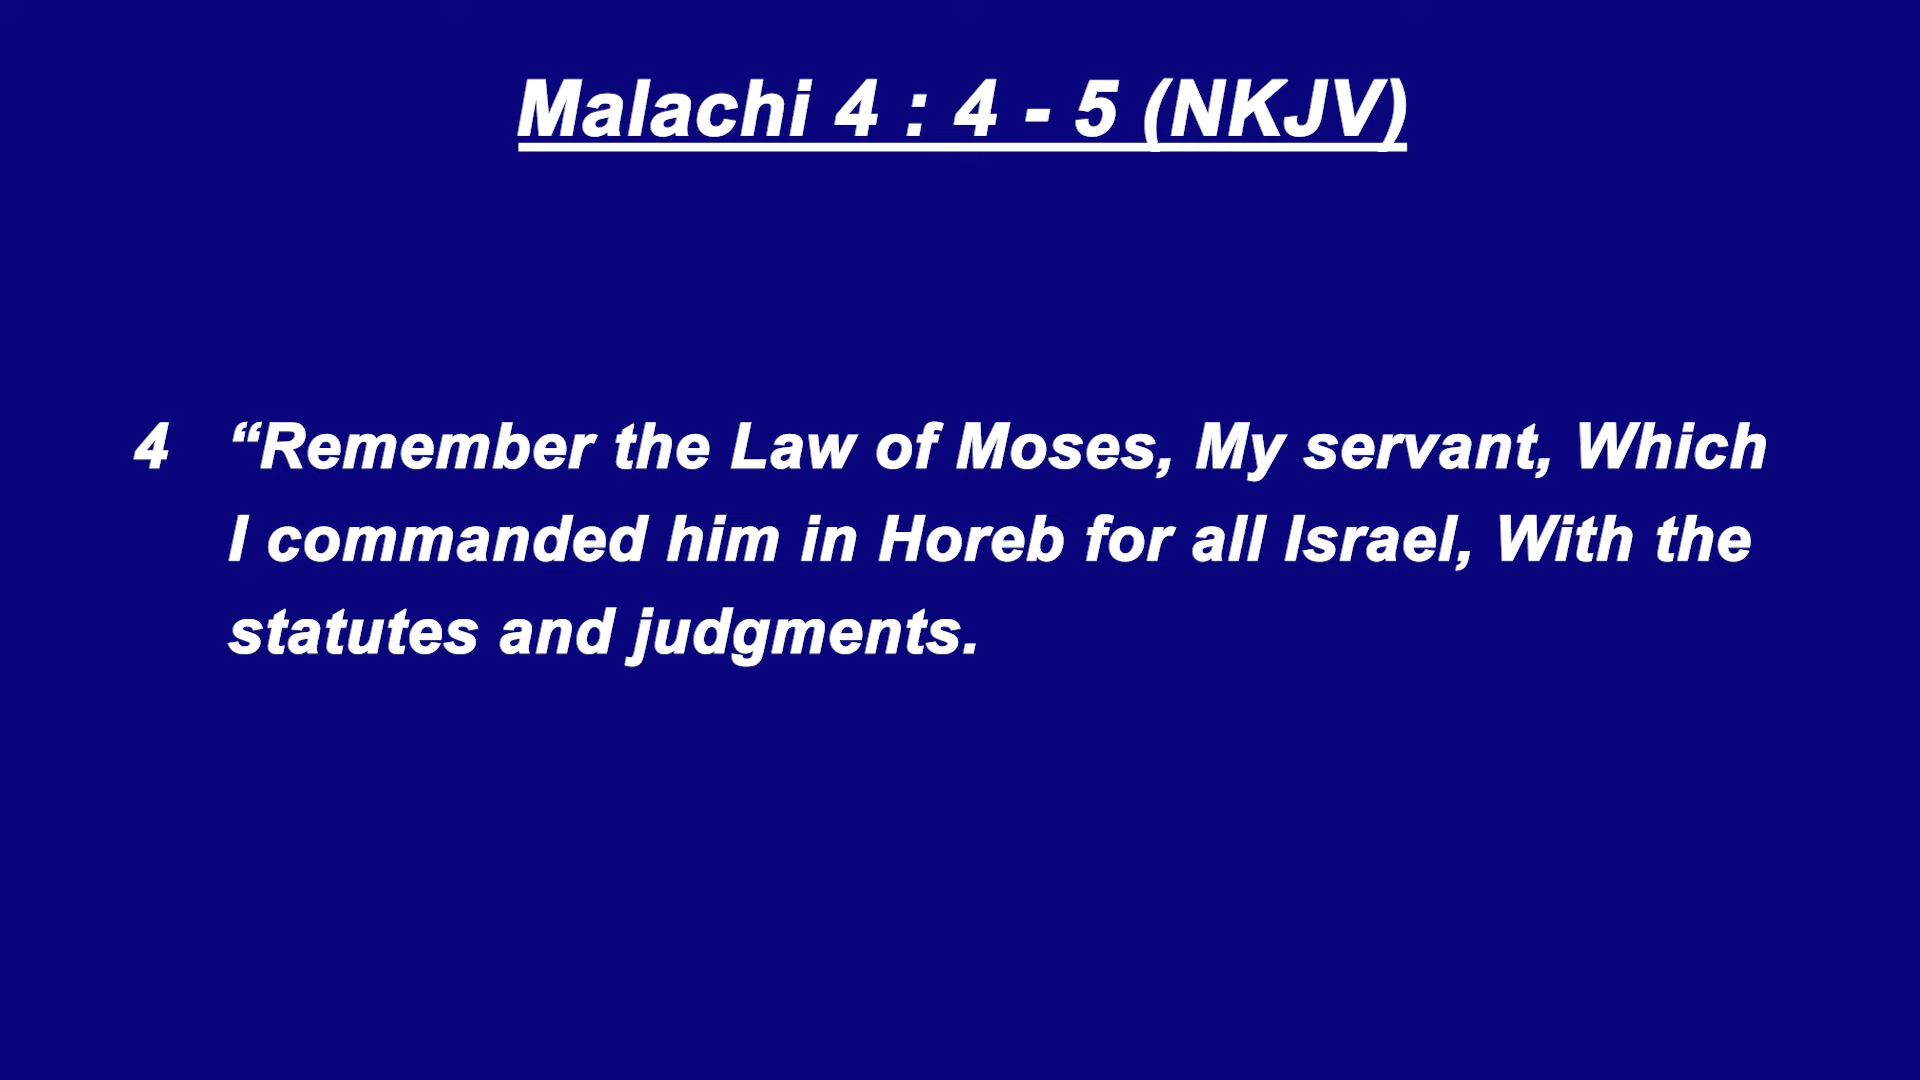 Malachi 4 : 4 - 5 (NKJV)
4 “Remember the Law of Moses, My servant, Which
I commanded him in Horeb for all Israel, With the
statutes and judgments.